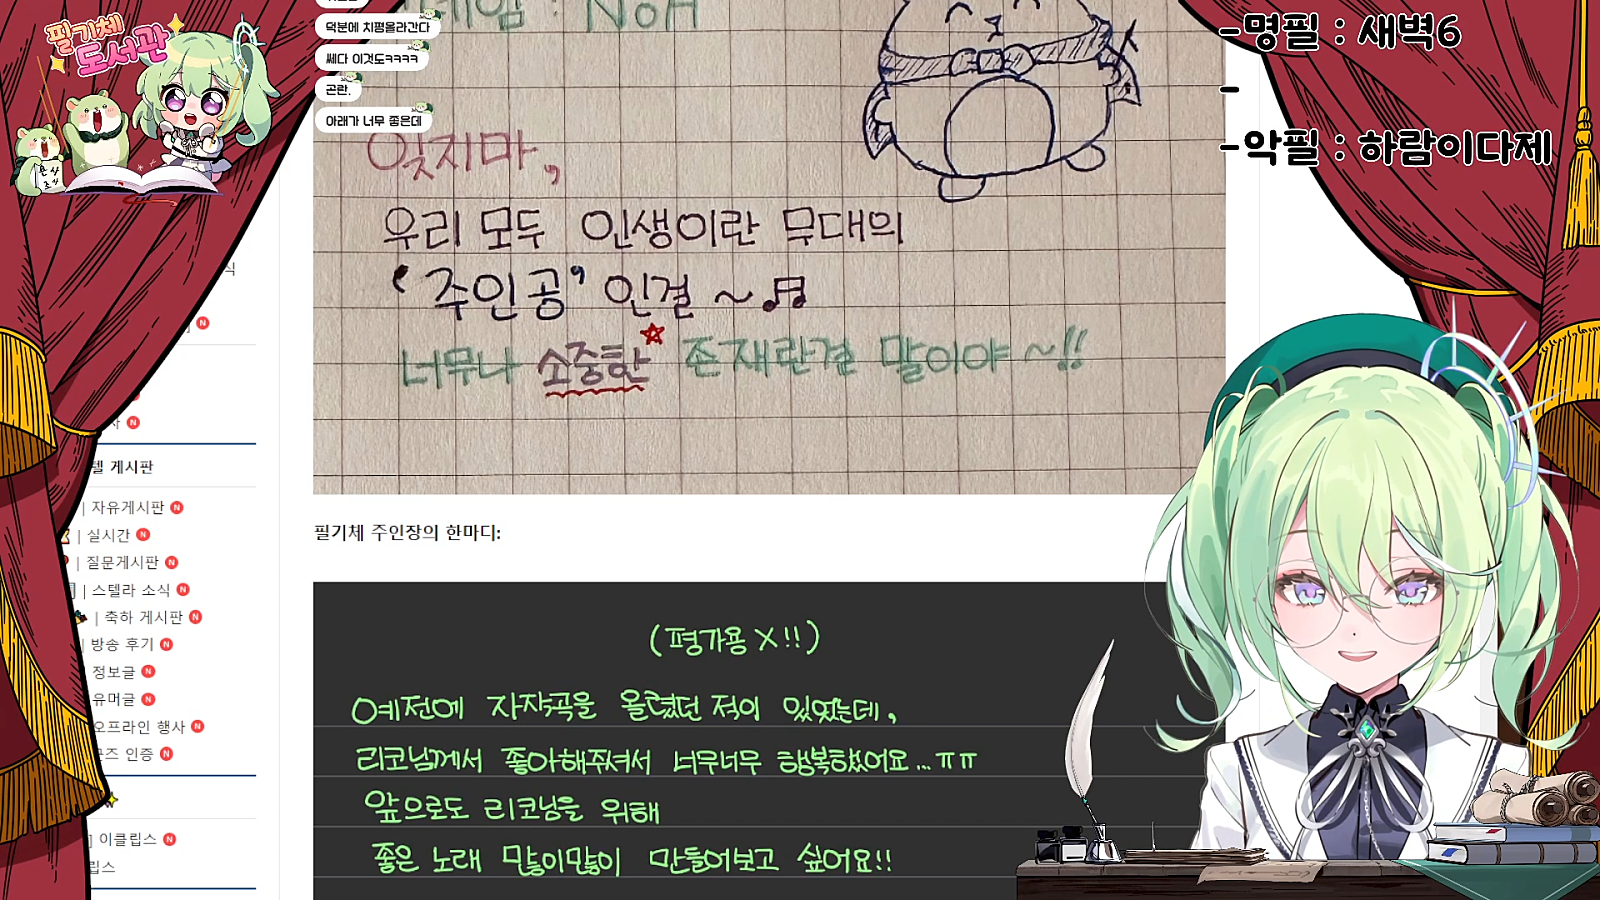 필기체
도서관
덕분에 치평올라간다
쎄다 이것도ㅋㅋㅋㅋ
곤란.
아래가 너무 좋은데
-명필 : 새벽6
-
-악필 : 하람이다제
: NOH
잊지마,
우리 모두 인생이란 무대의
"주인공" 인걸 ~♬
너무나 소중한 존재란걸 말이야 ~!!
식
N
N
텔 게시판
| 자유게시판 N
| 실시간 N
| 질문게시판 N
| 스텔라 소식 N
| 축하 게시판 N
방송 후기 N
정보글 N
유머글 N
오프라인 행사 N
굿즈 인증 N
] 이클립스 N
립스
필기체 주인장의 한마디:
(평가용 X!!)
예전에 자작곡을 올렸던 적이 있었는데,
리코님께서 좋아해주셔서 너무너무 행복했어요...ㅠㅠ
앞으로도 리코님을 위해
좋은 노래 많이많이 만들어보고 싶어요!!